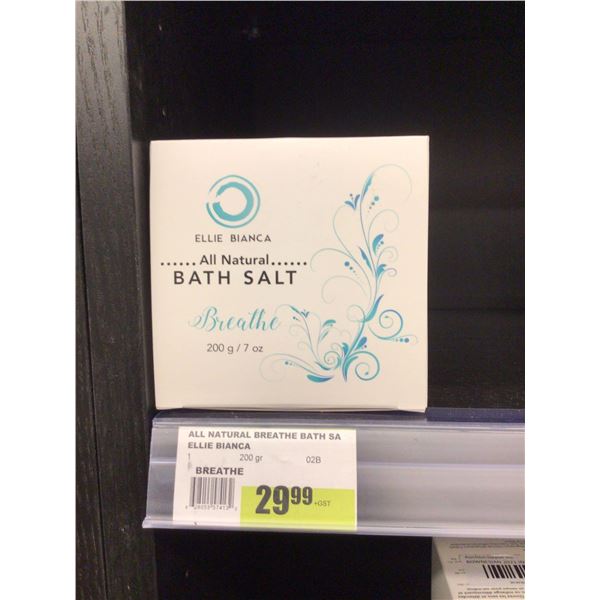 ELLIE BIANCA
......All Natural......
BATH SALT
Breathe
200 g / 7 oz
ALL NATURAL BREATHE BATH SA
ELLIE BIANCA
1 200 gr 02B
BREATHE
29.99 +GST